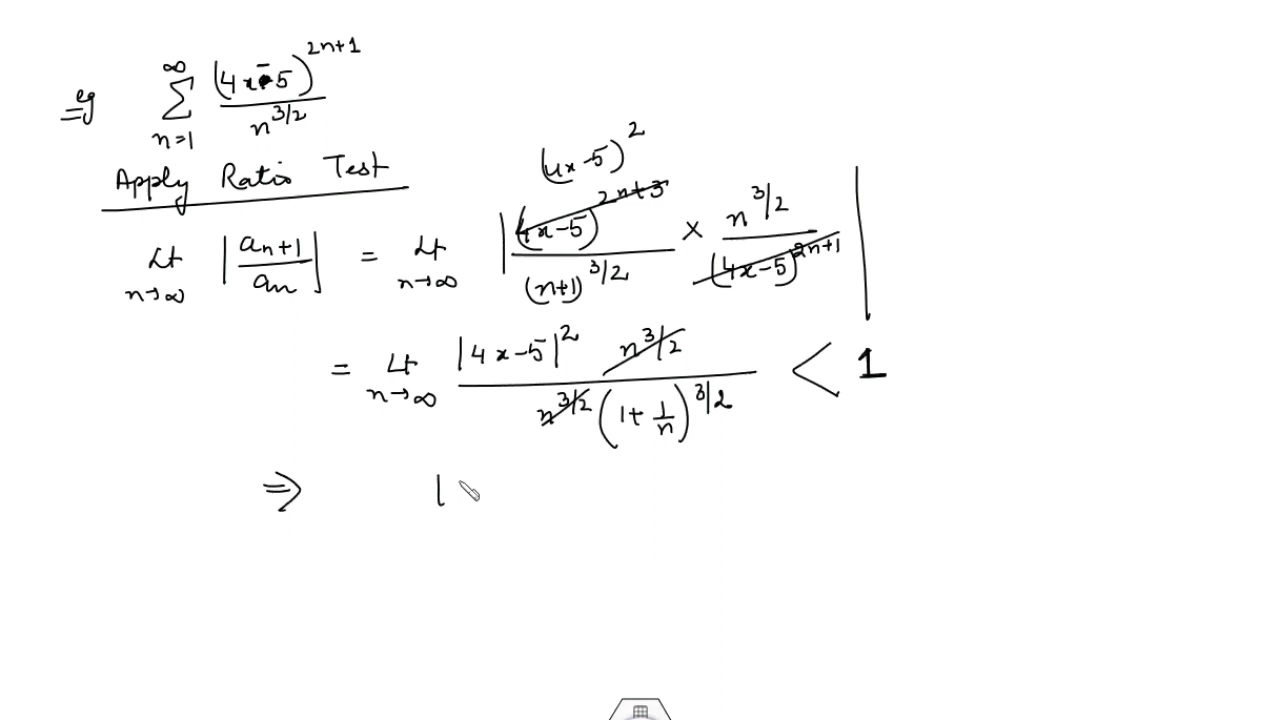 ⇒ eg ∑_{n=1}^{∞} (4x-5)^{2n+1} / n^{3/2}
Apply Ratio Test
Lt_{n→∞} |a_{n+1} / a_n| = Lt_{n→∞} | (4x-5)^{2n+3} (4x-5)^2 / (n+1)^{3/2} × n^{3/2} / (4x-5)^{2n+1} |
= Lt_{n→∞} |4x-5|^2 n^{3/2} / n^{3/2} (1+ 1/n)^{3/2} < 1
⇒ |